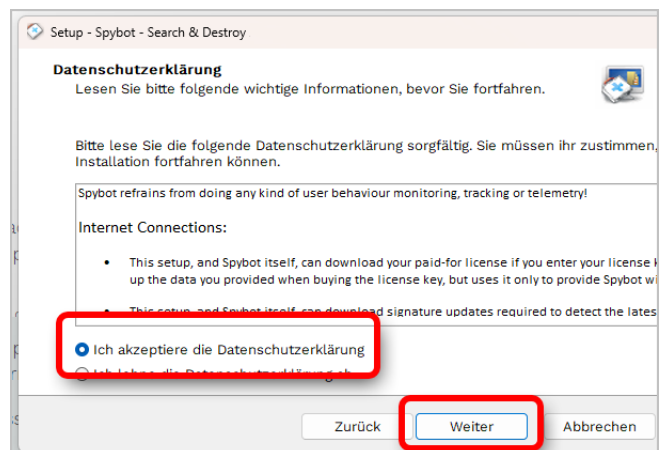 Setup - Spybot - Search & Destroy
Datenschutzerklärung
Lesen Sie bitte folgende wichtige Informationen, bevor Sie fortfahren.
Bitte lese Sie die folgende Datenschutzerklärung sorgfältig. Sie müssen ihr zustimmen,
Installation fortfahren können.
Spybot refrains from doing any kind of user behaviour monitoring, tracking or telemetry!
Internet Connections:
• This setup, and Spybot itself, can download your paid-for license if you enter your license
up the data you provided when buying the license key, but uses it only to provide Spybot
• This setup, and Spybot itself, can download signature updates required to detect the
Ich akzeptiere die Datenschutzerklärung
Ich lehne die Datenschutzerklärung ab
Zurück
Weiter
Abbrechen